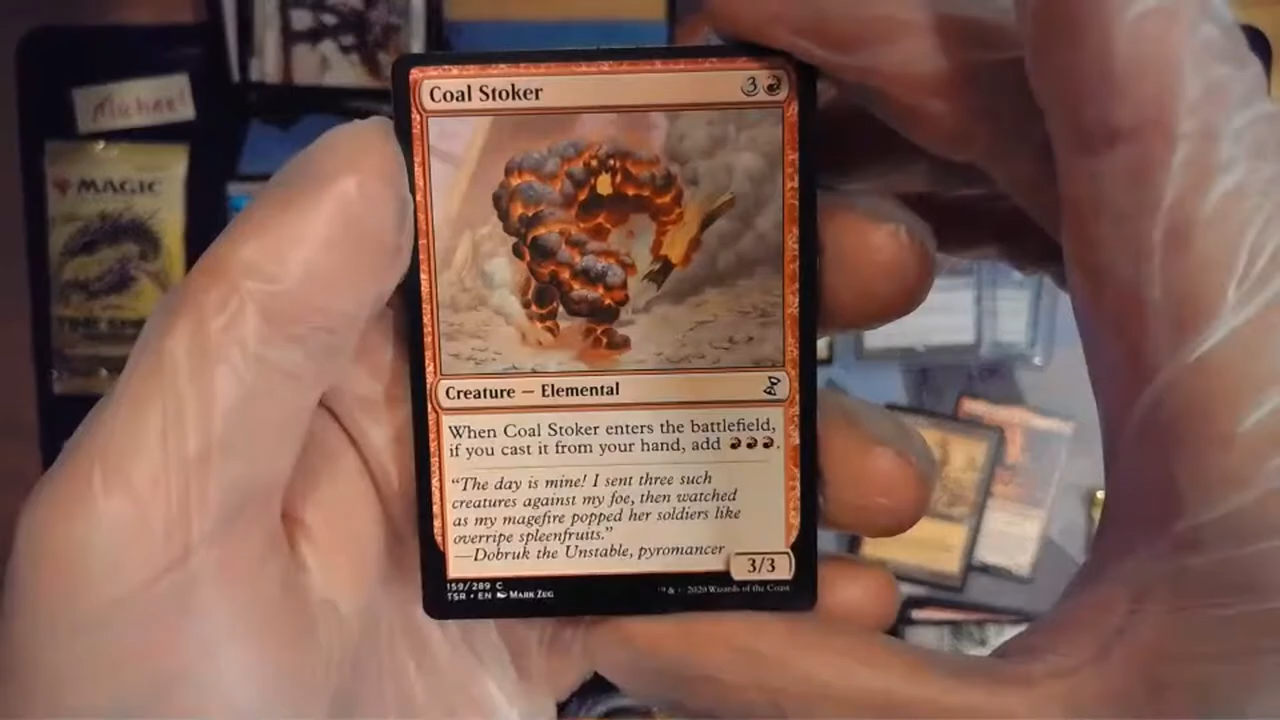 Michael
MAGIC
TIME
Coal Stoker
3
Creature — Elemental
When Coal Stoker enters the battlefield,
if you cast it from your hand, add
“The day is mine! I sent three such
creatures against my foe, then watched
as my magefire popped her soldiers like
overripe spleenfruits.”
—Dobruk the Unstable, pyromancer
3/3
159/289 C
TSR • EN MARK ZUG
& © 2020 Wizards of the Coast